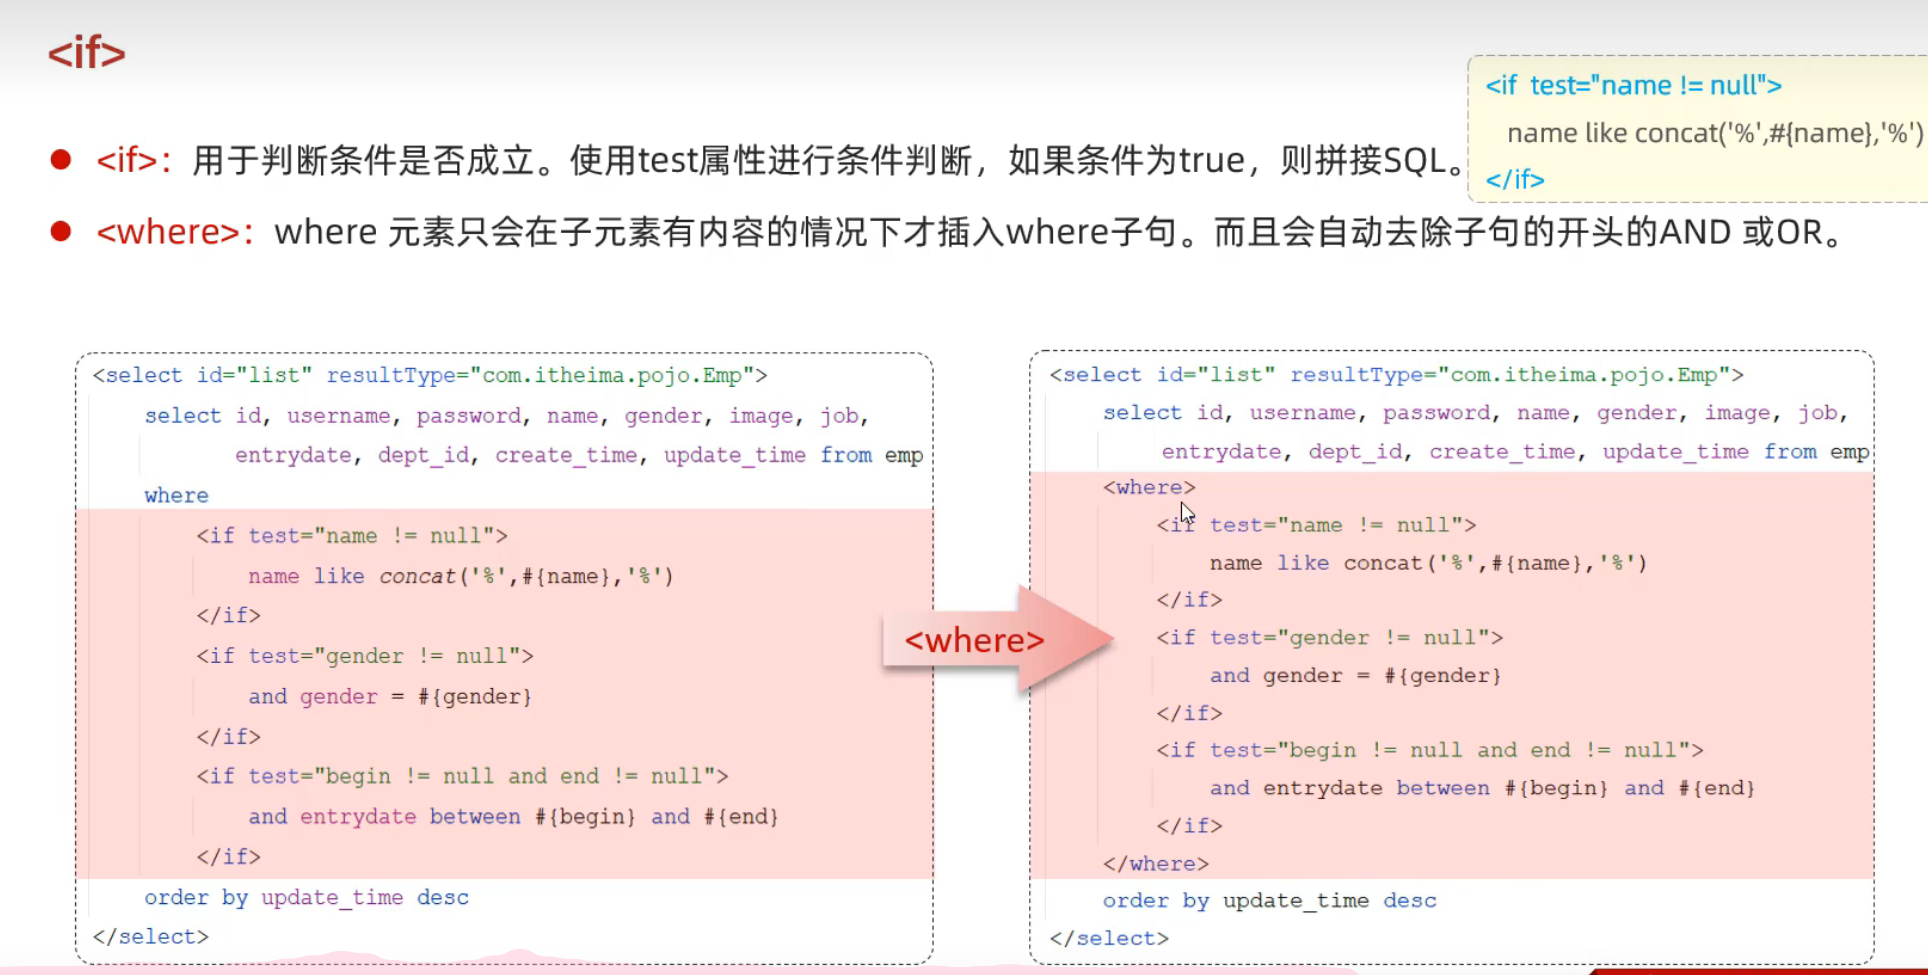 <if>
<if test="name != null">
name like concat('%',#{name},'%')
</if>
<if>：用于判断条件是否成立。使用test属性进行条件判断，如果条件为true，则拼接SQL。
<where>：where 元素只会在子元素有内容的情况下才插入where子句。而且会自动去除子句的开头的AND 或OR。
<select id="list" resultType="com.itheima.pojo.Emp">
select id, username, password, name, gender, image, job,
entrydate, dept_id, create_time, update_time from emp
where
<if test="name != null">
name like concat('%',#{name},'%')
</if>
<if test="gender != null">
and gender = #{gender}
</if>
<if test="begin != null and end != null">
and entrydate between #{begin} and #{end}
</if>
order by update_time desc
</select>
<where>
<select id="list" resultType="com.itheima.pojo.Emp">
select id, username, password, name, gender, image, job,
entrydate, dept_id, create_time, update_time from emp
<where>
<if test="name != null">
name like concat('%',#{name},'%')
</if>
<if test="gender != null">
and gender = #{gender}
</if>
<if test="begin != null and end != null">
and entrydate between #{begin} and #{end}
</if>
</where>
order by update_time desc
</select>